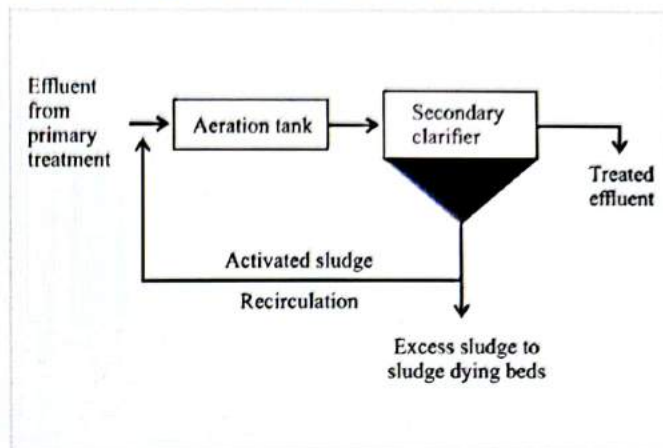 Effluent
from
primary
treatment
Aeration tank
Secondary
clarifier
Treated
effluent
Activated sludge
Recirculation
Excess sludge to
sludge dying beds